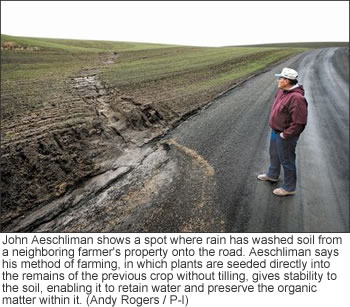 John Aeschliman shows a spot where rain has washed soil from
a neighboring farmer's property onto the road. Aeschliman says
his method of farming, in which plants are seeded directly into
the remains of the previous crop without tilling, gives stability to
the soil, enabling it to retain water and preserve the organic
matter within it. (Andy Rogers / P-I)